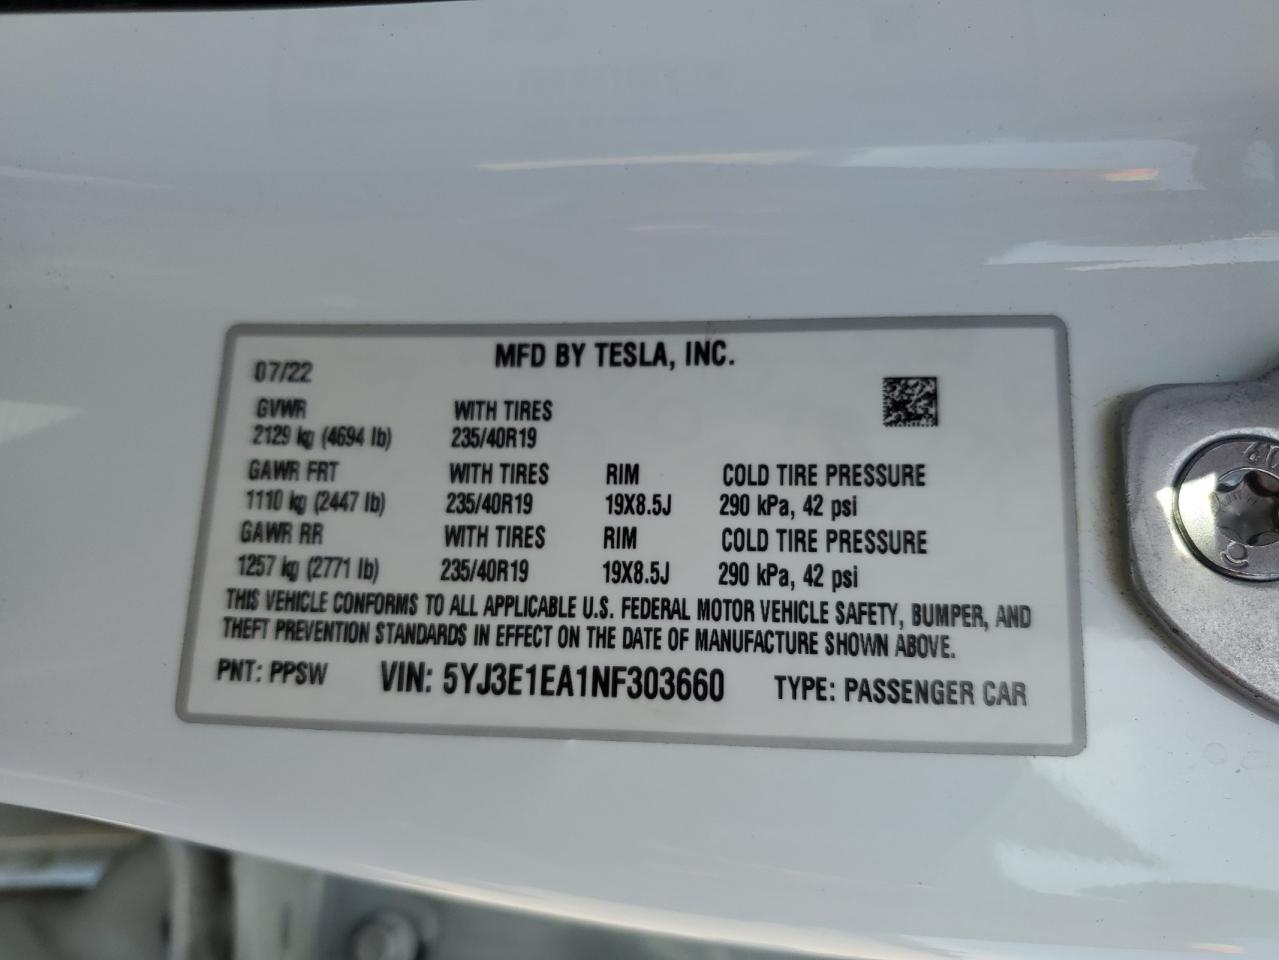 MFD BY TESLA, INC.
07/22
GVWR WITH TIRES
2129 kg (4694 lb) 235/40R19
GAWR FRT WITH TIRES RIM COLD TIRE PRESSURE
1110 kg (2447 lb) 235/40R19 19X8.5J 290 kPa, 42 psi
GAWR RR WITH TIRES RIM COLD TIRE PRESSURE
1257 kg (2771 lb) 235/40R19 19X8.5J 290 kPa, 42 psi
THIS VEHICLE CONFORMS TO ALL APPLICABLE U.S. FEDERAL MOTOR VEHICLE SAFETY, BUMPER, AND
THEFT PREVENTION STANDARDS IN EFFECT ON THE DATE OF MANUFACTURE SHOWN ABOVE.
PNT: PPSW VIN: 5YJ3E1EA1NF303660 TYPE: PASSENGER CAR